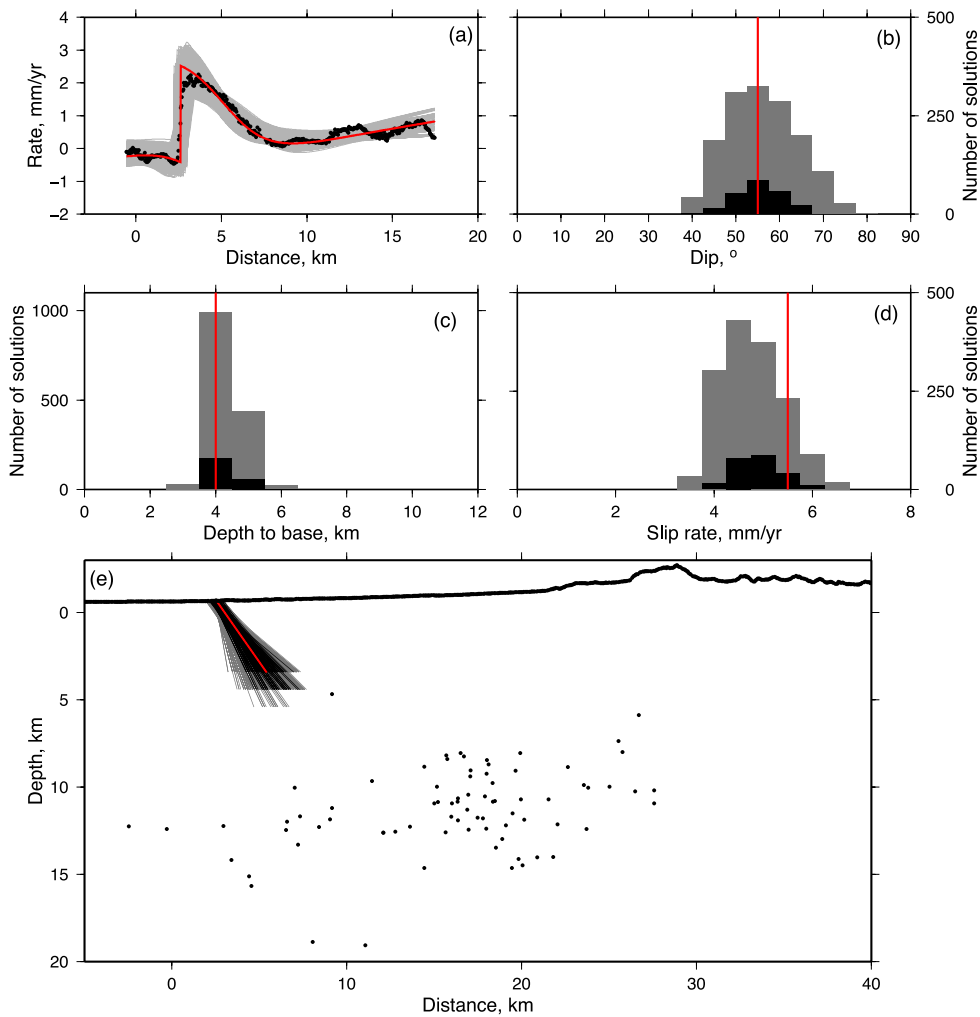 (a)
Rate, mm/yr
4
3
2
1
0
−1
−2
0 5 10 15 20
Distance, km
(b)
500
250
0
Number of solutions
0 10 20 30 40 50 60 70 80 90
Dip, °
(c)
Number of solutions
1000
500
0
0 2 4 6 8 10 12
Depth to base, km
(d)
500
250
0
Number of solutions
0 2 4 6 8
Slip rate, mm/yr
(e)
Depth, km
0
5
10
15
20
0 10 20 30 40
Distance, km